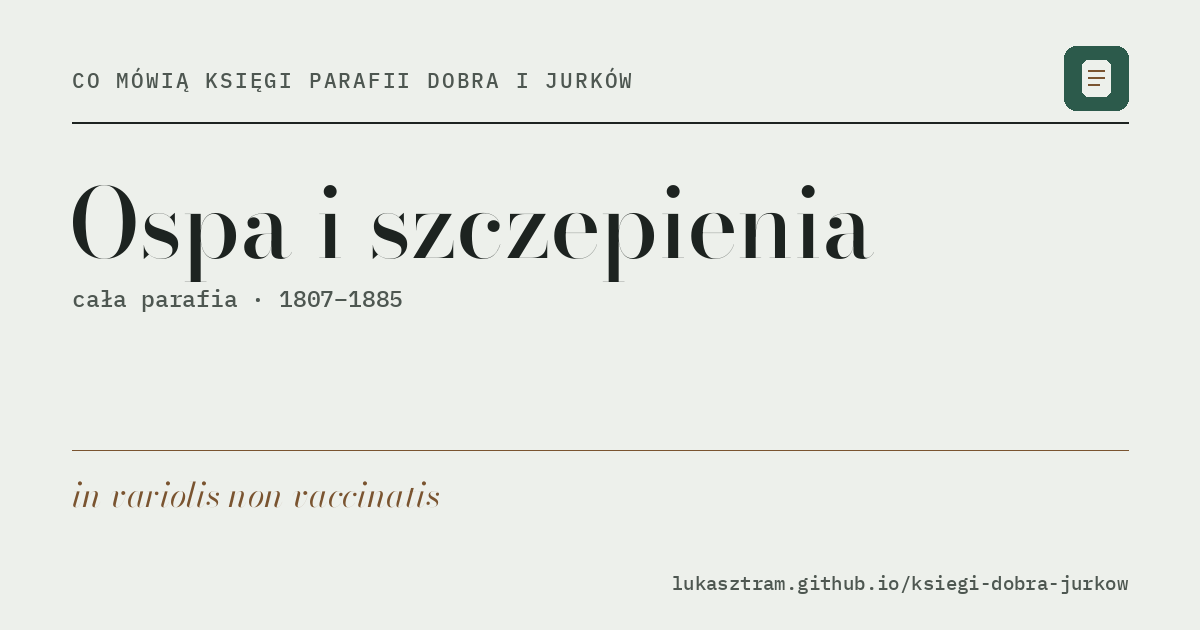 CO MÓWIĄ KSIĘGI PARAFII DOBRA I JURKÓW
Ospa i szczepienia
cała parafia · 1807–1885
in variolis non vaccinatis
lukasztram.github.io/ksiegi-dobra-jurkow